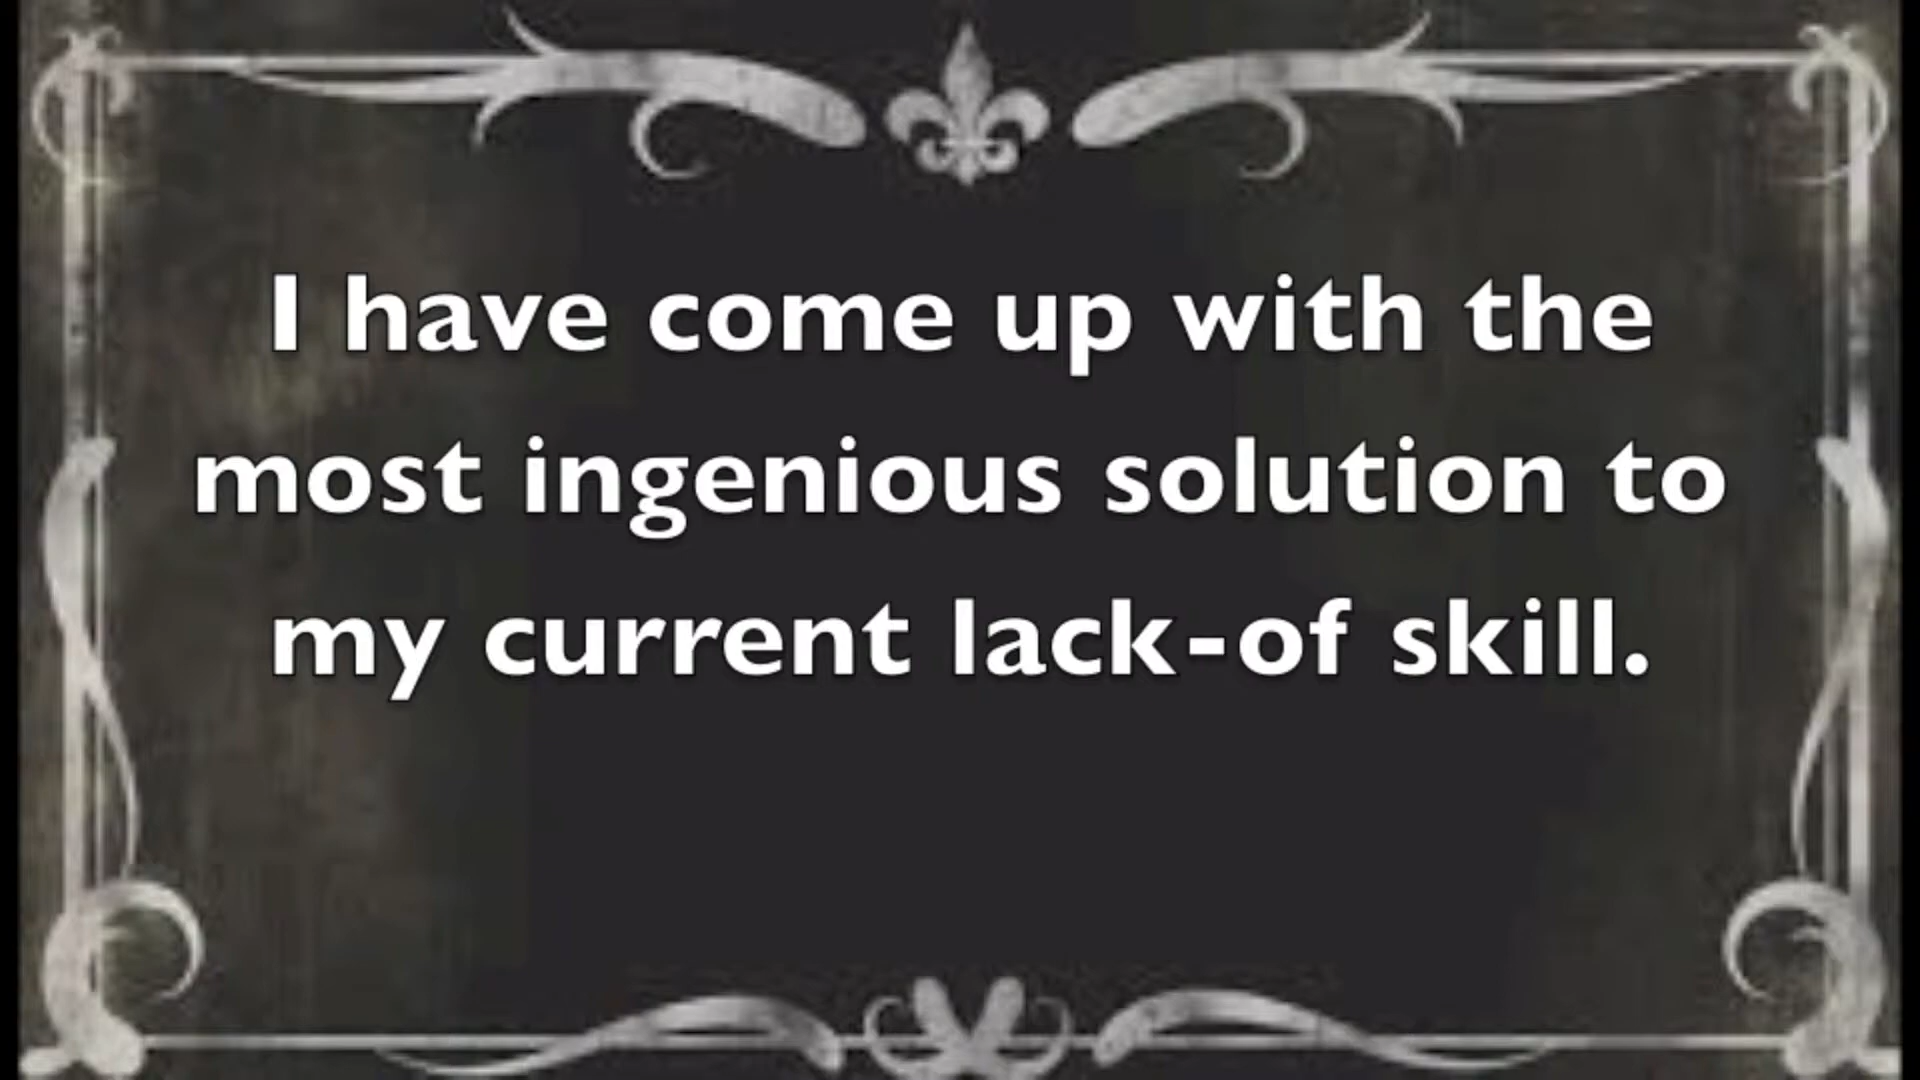 I have come up with the
most ingenious solution to
my current lack-of skill.